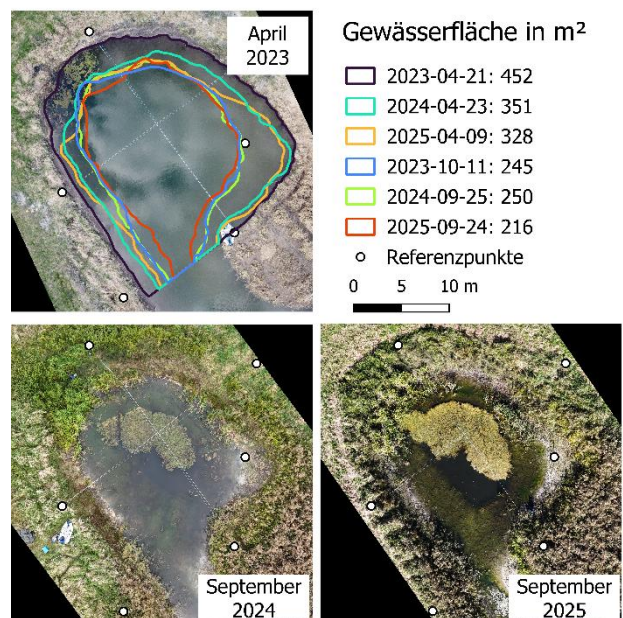 April
2023
Gewässerfläche in m²
2023-04-21: 452
2024-04-23: 351
2025-04-09: 328
2023-10-11: 245
2024-09-25: 250
2025-09-24: 216
Referenzpunkte
0 5 10 m
September
2024
September
2025